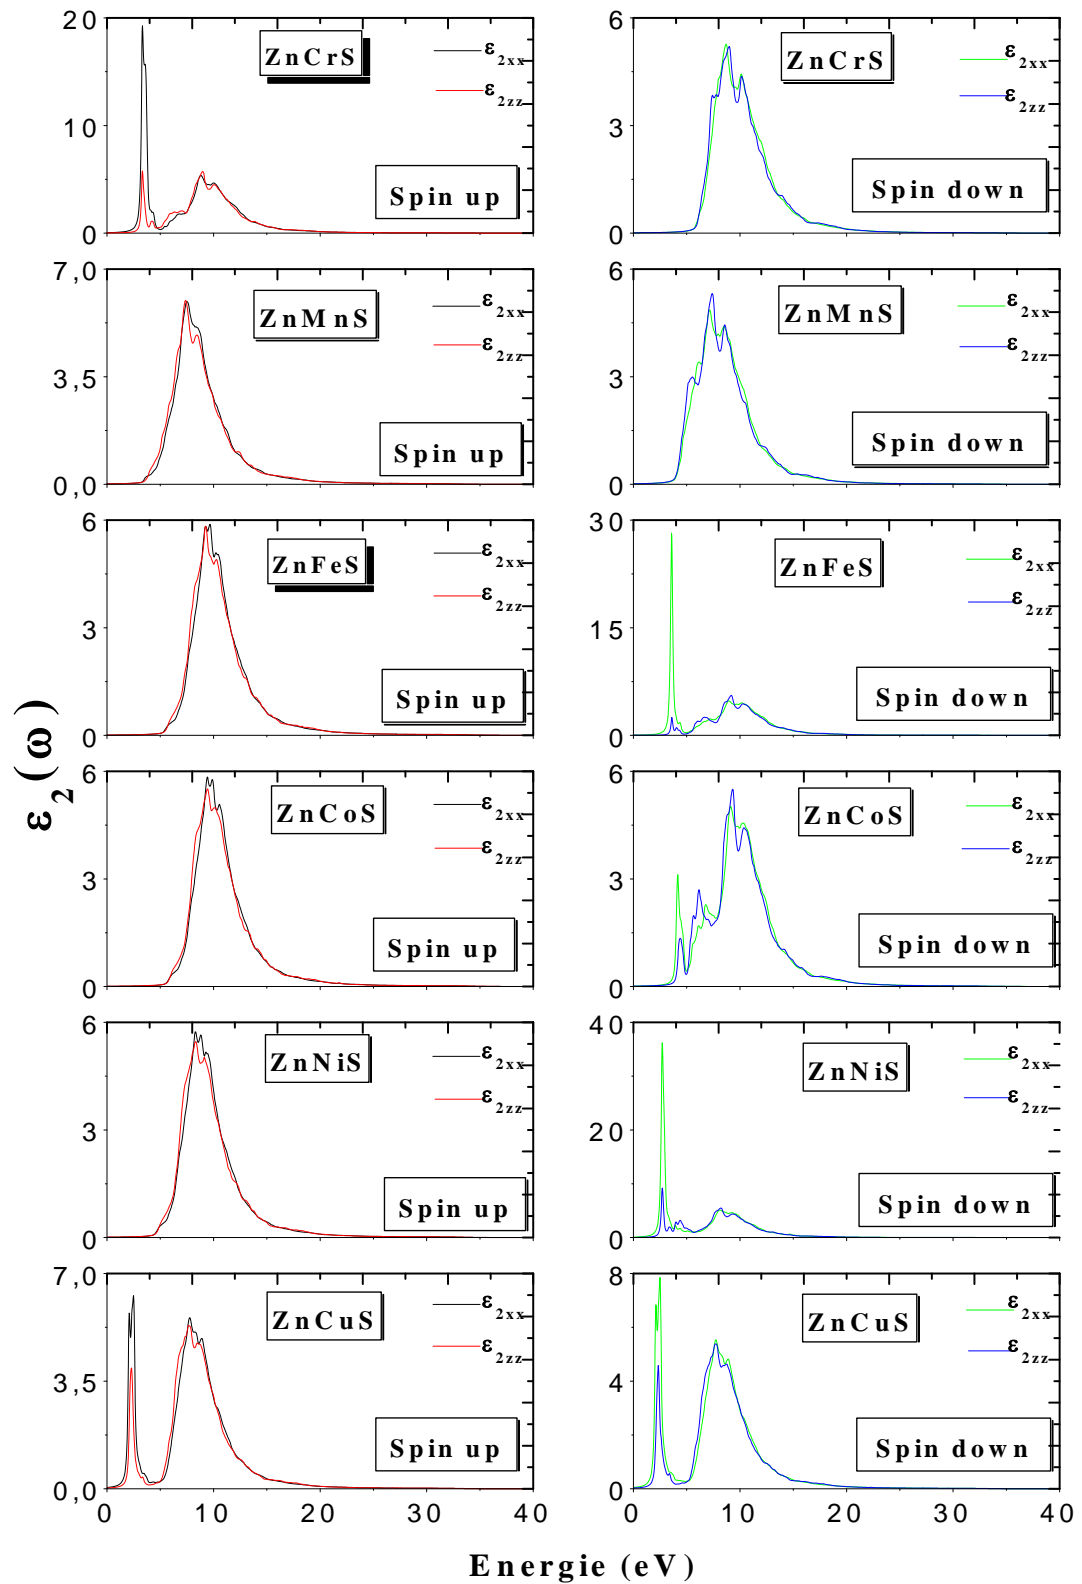 20
10
0
ZnCrS
ε2xx
ε2zz
Spin up
6
3
0
ZnCrS
ε2xx
ε2zz
Spin down
7,0
3,5
0,0
ZnMnS
ε2xx
ε2zz
Spin up
6
3
0
ZnMnS
ε2xx
ε2zz
Spin down
6
3
0
ZnFeS
ε2xx
ε2zz
Spin up
30
15
0
ZnFeS
ε2xx
ε2zz
Spin down
ε2(ω)
6
3
0
ZnCoS
ε2xx
ε2zz
Spin up
6
3
0
ZnCoS
ε2xx
ε2zz
Spin down
6
3
0
ZnNiS
ε2xx
ε2zz
Spin up
40
20
0
ZnNiS
ε2xx
ε2zz
Spin down
7,0
3,5
0,0
ZnCuS
ε2xx
ε2zz
Spin up
8
4
0
ZnCuS
ε2xx
ε2zz
Spin down
0 10 20 30 40
0 10 20 30 40
Energie (eV)